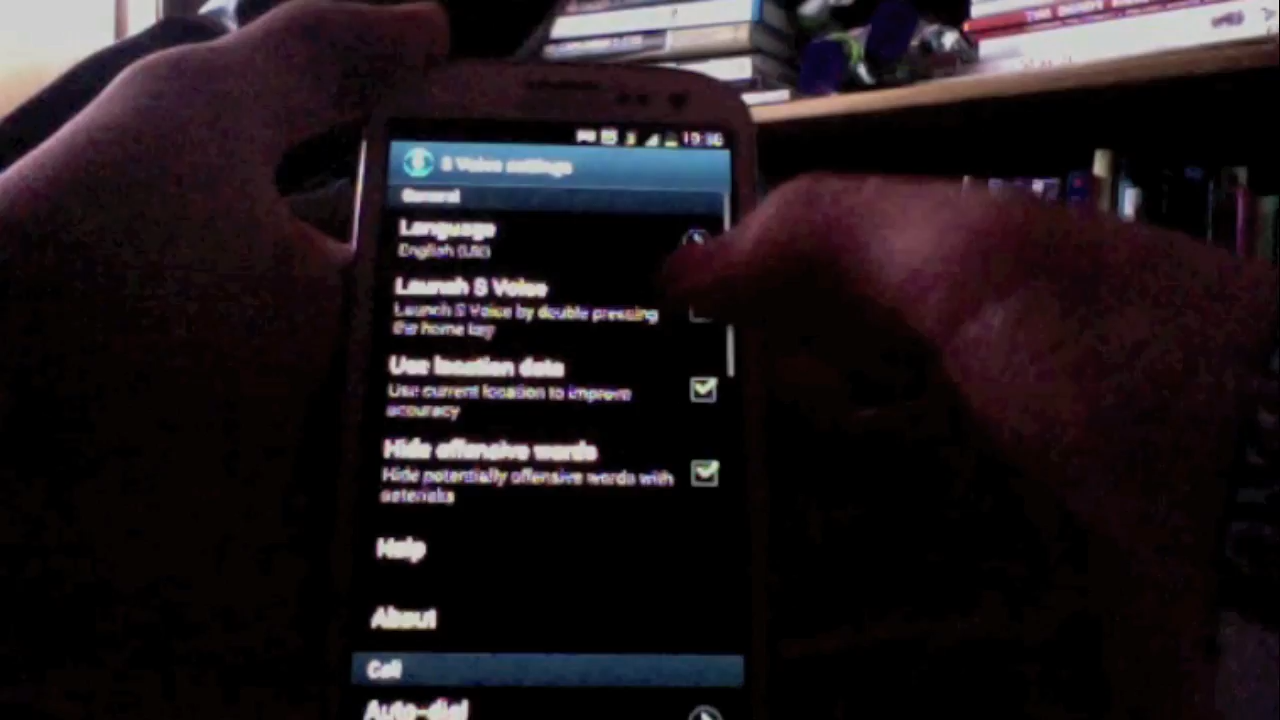 S Voice settings
General
Language
English (UK)
Launch S Voice
Launch S Voice by double pressing
the home key
Use location data
Use current location to improve
accuracy
Hide offensive words
Hide potentially offensive words with
asterisks
Help
About
Call
Auto-dial